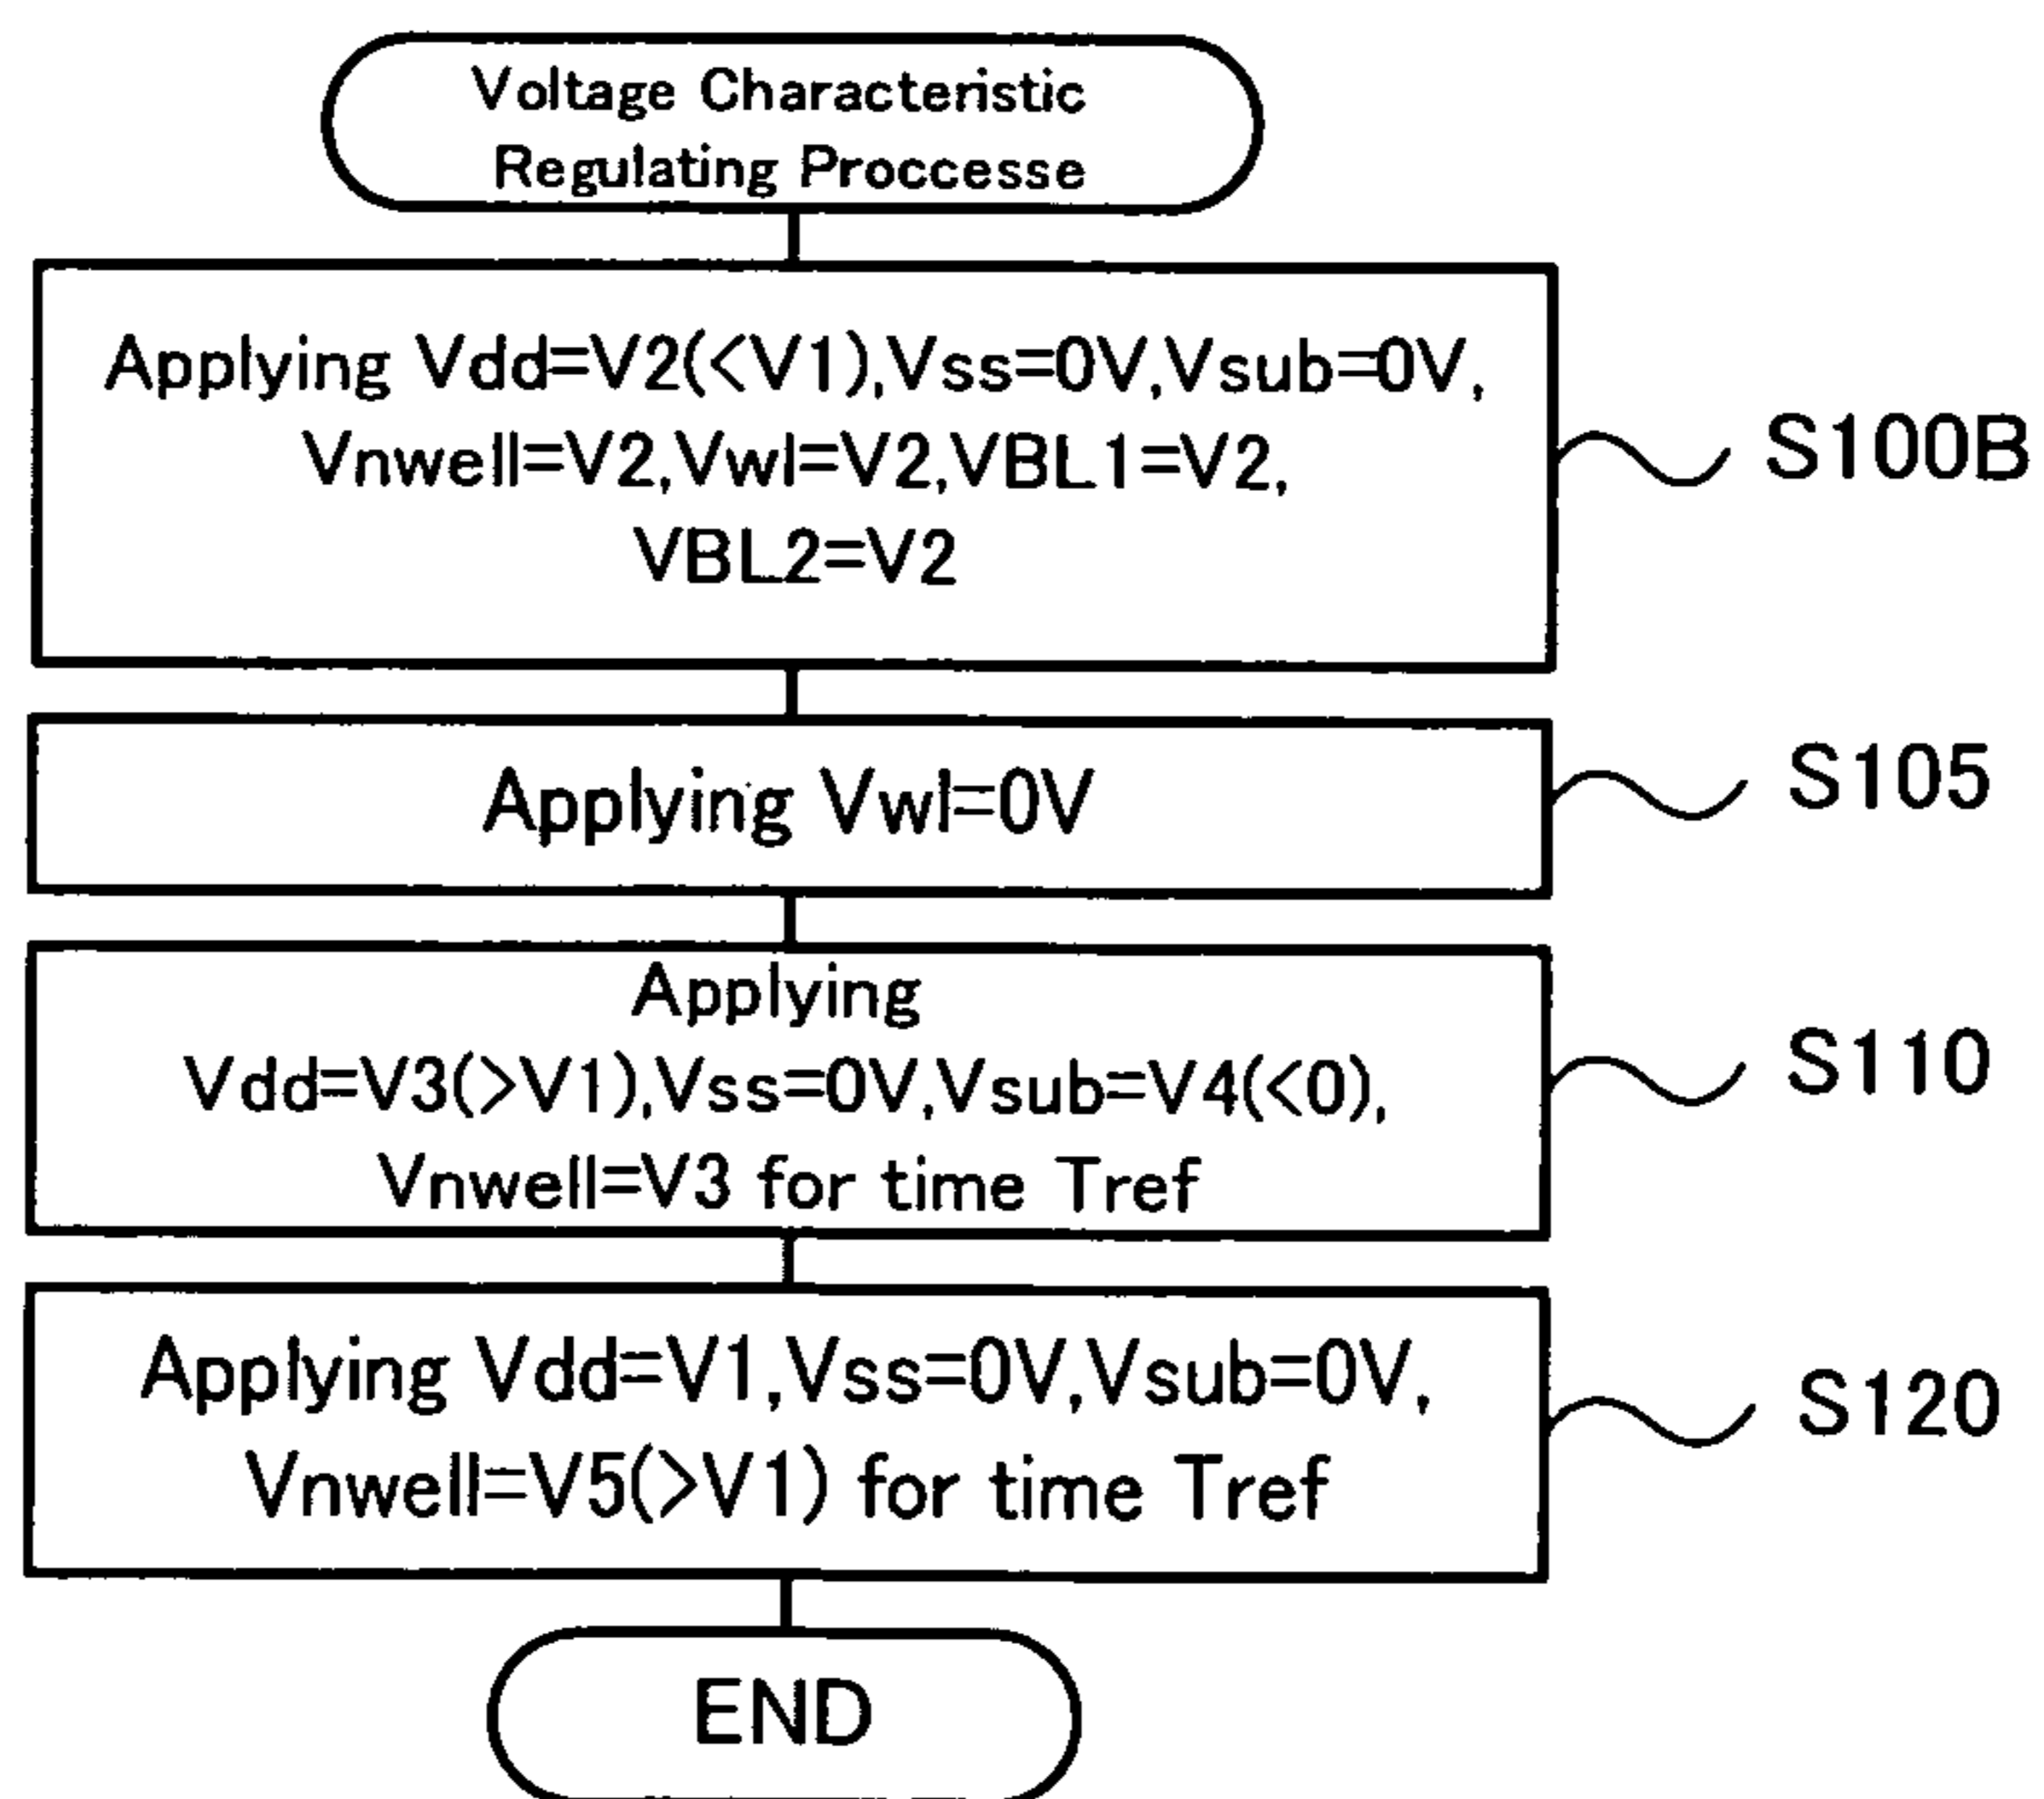 Voltage Characteristic
Regulating Proccesse
Applying Vdd=V2(<V1),Vss=0V,Vsub=0V,
Vnwell=V2,Vwl=V2,VBL1=V2,
VBL2=V2
S100B
Applying Vwl=0V
S105
Applying
Vdd=V3(>V1),Vss=0V,Vsub=V4(<0),
Vnwell=V3 for time Tref
S110
Applying Vdd=V1,Vss=0V,Vsub=0V,
Vnwell=V5(>V1) for time Tref
S120
END